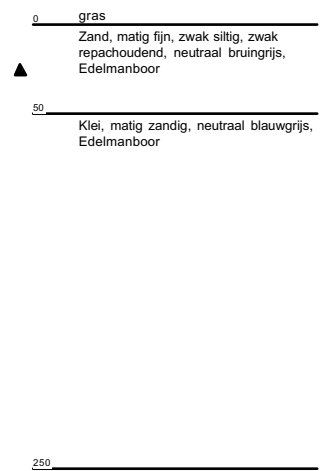 0 gras
Zand, matig fijn, zwak siltig, zwak
repachoudend, neutraal bruingrijs,
Edelmanboor
50
Klei, matig zandig, neutraal blauwgrijs,
Edelmanboor
250